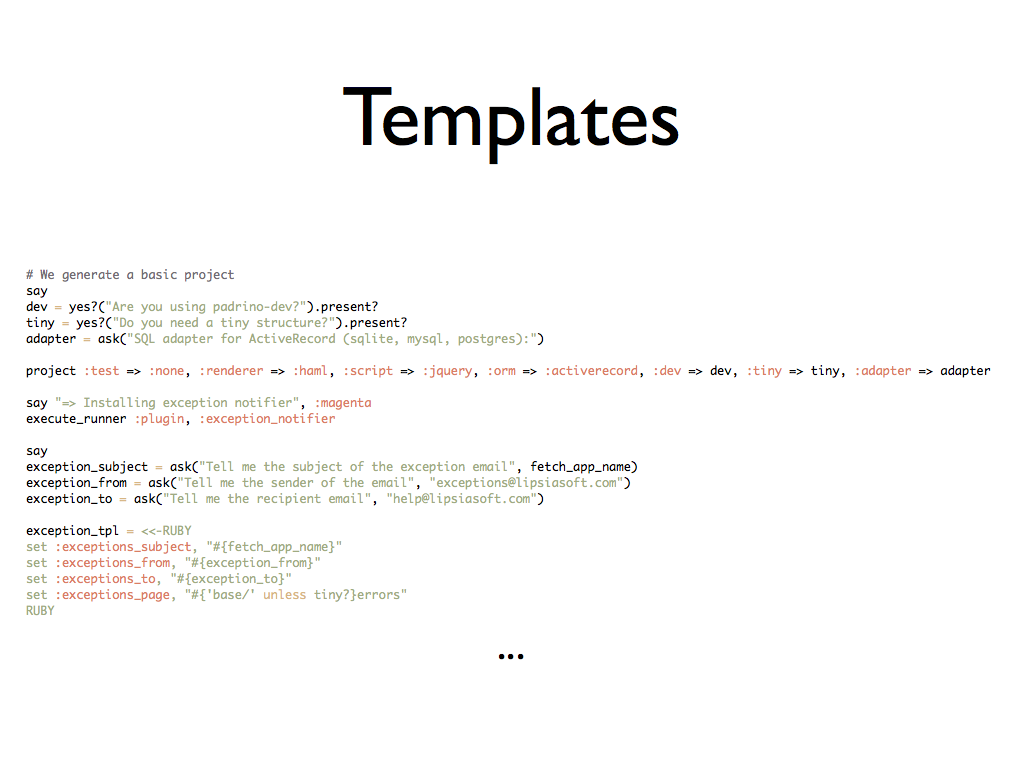 Templates
# We generate a basic project
say
dev = yes?("Are you using padrino-dev?").present?
tiny = yes?("Do you need a tiny structure?").present?
adapter = ask("SQL adapter for ActiveRecord (sqlite, mysql, postgres):")
project :test => :none, :renderer => :haml, :script => :jquery, :orm => :activerecord, :dev => dev, :tiny => tiny, :adapter => adapter
say "=> Installing exception notifier", :magenta
execute_runner :plugin, :exception_notifier
say
exception_subject = ask("Tell me the subject of the exception email", fetch_app_name)
exception_from = ask("Tell me the sender of the email", "exceptions@lipsiasoft.com")
exception_to = ask("Tell me the recipient email", "help@lipsiasoft.com")
exception_tpl = <<-RUBY
set :exceptions_subject, "#{fetch_app_name}"
set :exceptions_from, "#{exception_from}"
set :exceptions_to, "#{exception_to}"
set :exceptions_page, "#{'base/' unless tiny?}errors"
RUBY
...